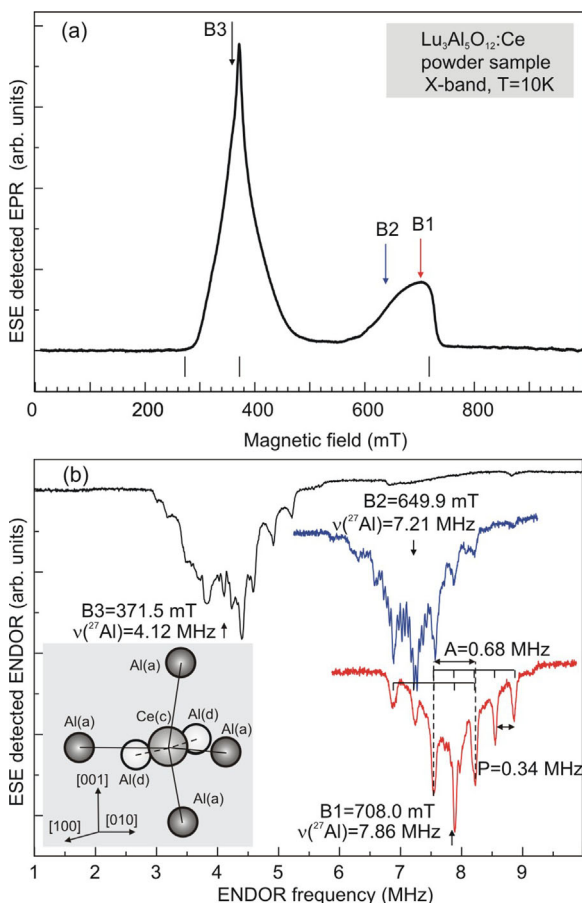 (a)
B3
Lu₃Al₅O₁₂:Ce
powder sample
X-band, T=10K
B2
B1
ESE detected EPR (arb. units)
0 200 400 600 800
Magnetic field (mT)
(b)
B2=649.9 mT
ν(²⁷Al)=7.21 MHz
B3=371.5 mT
ν(²⁷Al)=4.12 MHz
A=0.68 MHz
P=0.34 MHz
B1=708.0 mT
ν(²⁷Al)=7.86 MHz
Al(a)
Al(a)
Ce(c)
Al(d)
Al(a)
Al(d)
Al(a)
[001]
[100]
[010]
ESE detected ENDOR (arb. units)
1 2 3 4 5 6 7 8 9
ENDOR frequency (MHz)